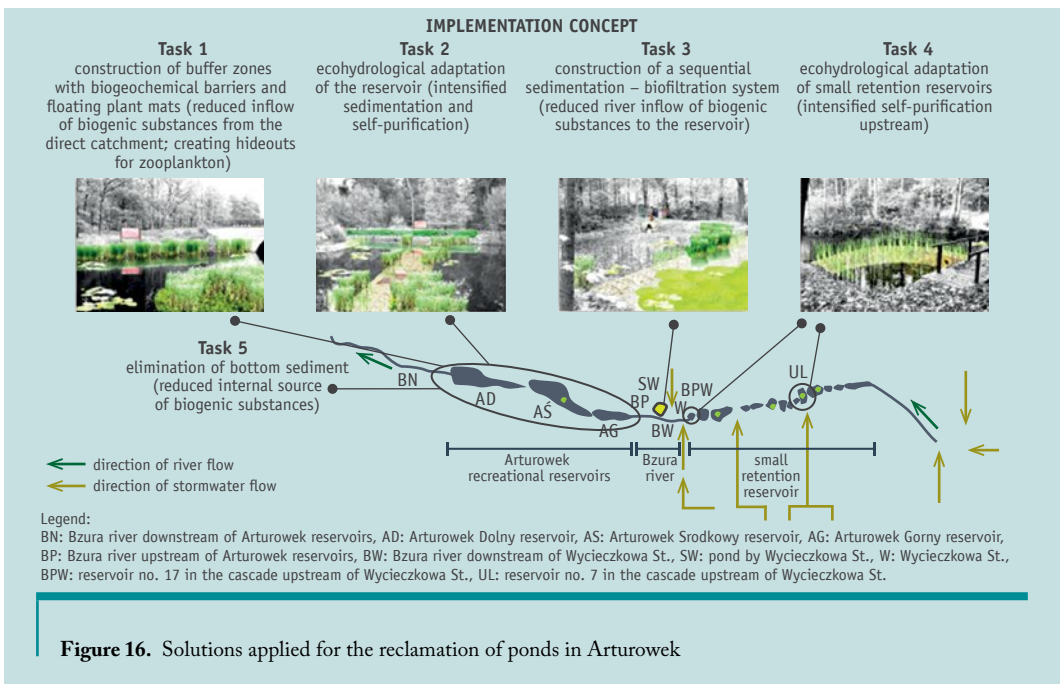 IMPLEMENTATION CONCEPT
Task 1
construction of buffer zones
with biogeochemical barriers and
floating plant mats (reduced inflow
of biogenic substances from the
direct catchment; creating hideouts
for zooplankton)
Task 2
ecohydrological adaptation
of the reservoir (intensified
sedimentation and
self-purification)
Task 3
construction of a sequential
sedimentation – biofiltration system
(reduced river inflow of biogenic
substances to the reservoir)
Task 4
ecohydrological adaptation
of small retention reservoirs
(intensified self-purification
upstream)
Task 5
elimination of bottom sediment
(reduced internal source
of biogenic substances)
BN
AD
AŚ
AG
SW
BP
W
BPW
BW
UL
Arturowek
recreational reservoirs
Bzura
river
small
retention
reservoir
direction of river flow
direction of stormwater flow
Legend:
BN: Bzura river downstream of Arturowek reservoirs, AD: Arturowek Dolny reservoir, AS: Arturowek Srodkowy reservoir, AG: Arturowek Gorny reservoir,
BP: Bzura river upstream of Arturowek reservoirs, BW: Bzura river downstream of Wycieczkowa St., SW: pond by Wycieczkowa St., W: Wycieczkowa St.,
BPW: reservoir no. 17 in the cascade upstream of Wycieczkowa St., UL: reservoir no. 7 in the cascade upstream of Wycieczkowa St.
Figure 16. Solutions applied for the reclamation of ponds in Arturowek